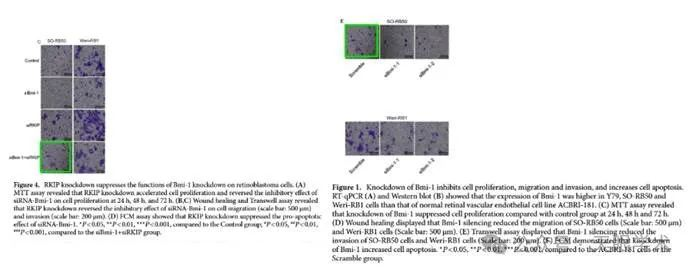 C
SO-RB50
Weri-RB1
Control
siBmi-1
siRKIP
siBmi-1+siRKIP
Figure 4. RKIP knockdown suppresses the functions of Bmi-1 knockdown on retinoblastoma cells. (A)
MTT assay revealed that RKIP knockdown accelerated cell proliferation and reversed the inhibitory effect of
siRNA-Bmi-1 on cell proliferation at 24 h, 48 h, and 72 h. (B,C) Wound healing and Transwell assay revealed
that RKIP knockdown reversed the inhibitory effect of siRNA-Bmi-1 on cell migration (scale bar: 500 μm)
and invasion (scale bar: 200 μm). (D) FCM assay showed that RKIP knockdown suppressed the pro-apoptotic
effect of siRNA-Bmi-1. *P<0.05, **P<0.01, ***P<0.001, compared to the Control group, #P<0.05, ##P<0.01,
###P<0.001, compared to the siBmi-1+siRKIP group.
E
SO-RB50
Scramble
siBmi-1-1
siBmi-1-2
Weri-RB1
Figure 1. Knockdown of Bmi-1 inhibits cell proliferation, migration and invasion, and increases cell apoptosis.
RT-qPCR (A) and Western blot (B) showed that the expression of Bmi-1 was higher in Y79, SO-RB50 and
Weri-RB1 cells than that of normal retinal vascular endothelial cell line ACBRI-181. (C) MTT assay revealed
that knockdown of Bmi-1 suppressed cell proliferation compared with control group at 24 h, 48 h, and 72 h.
(D) Wound healing displayed that Bmi-1 silencing reduced the migration of SO-RB50 cells (Scale bar: 500 μm)
and Weri-RB1 cells (Scale bar: 500 μm). (E) Transwell assay displayed that Bmi-1 silencing reduced the
invasion of SO-RB50 cells and Weri-RB1 cells (Scale bar: 200 μm). (F) FCM demonstrated that knockdown
of Bmi-1 increased cell apoptosis. *P<0.05, **P<0.01, ***P<0.001, compared to the ACBRI-181 cells or the
Scramble group.